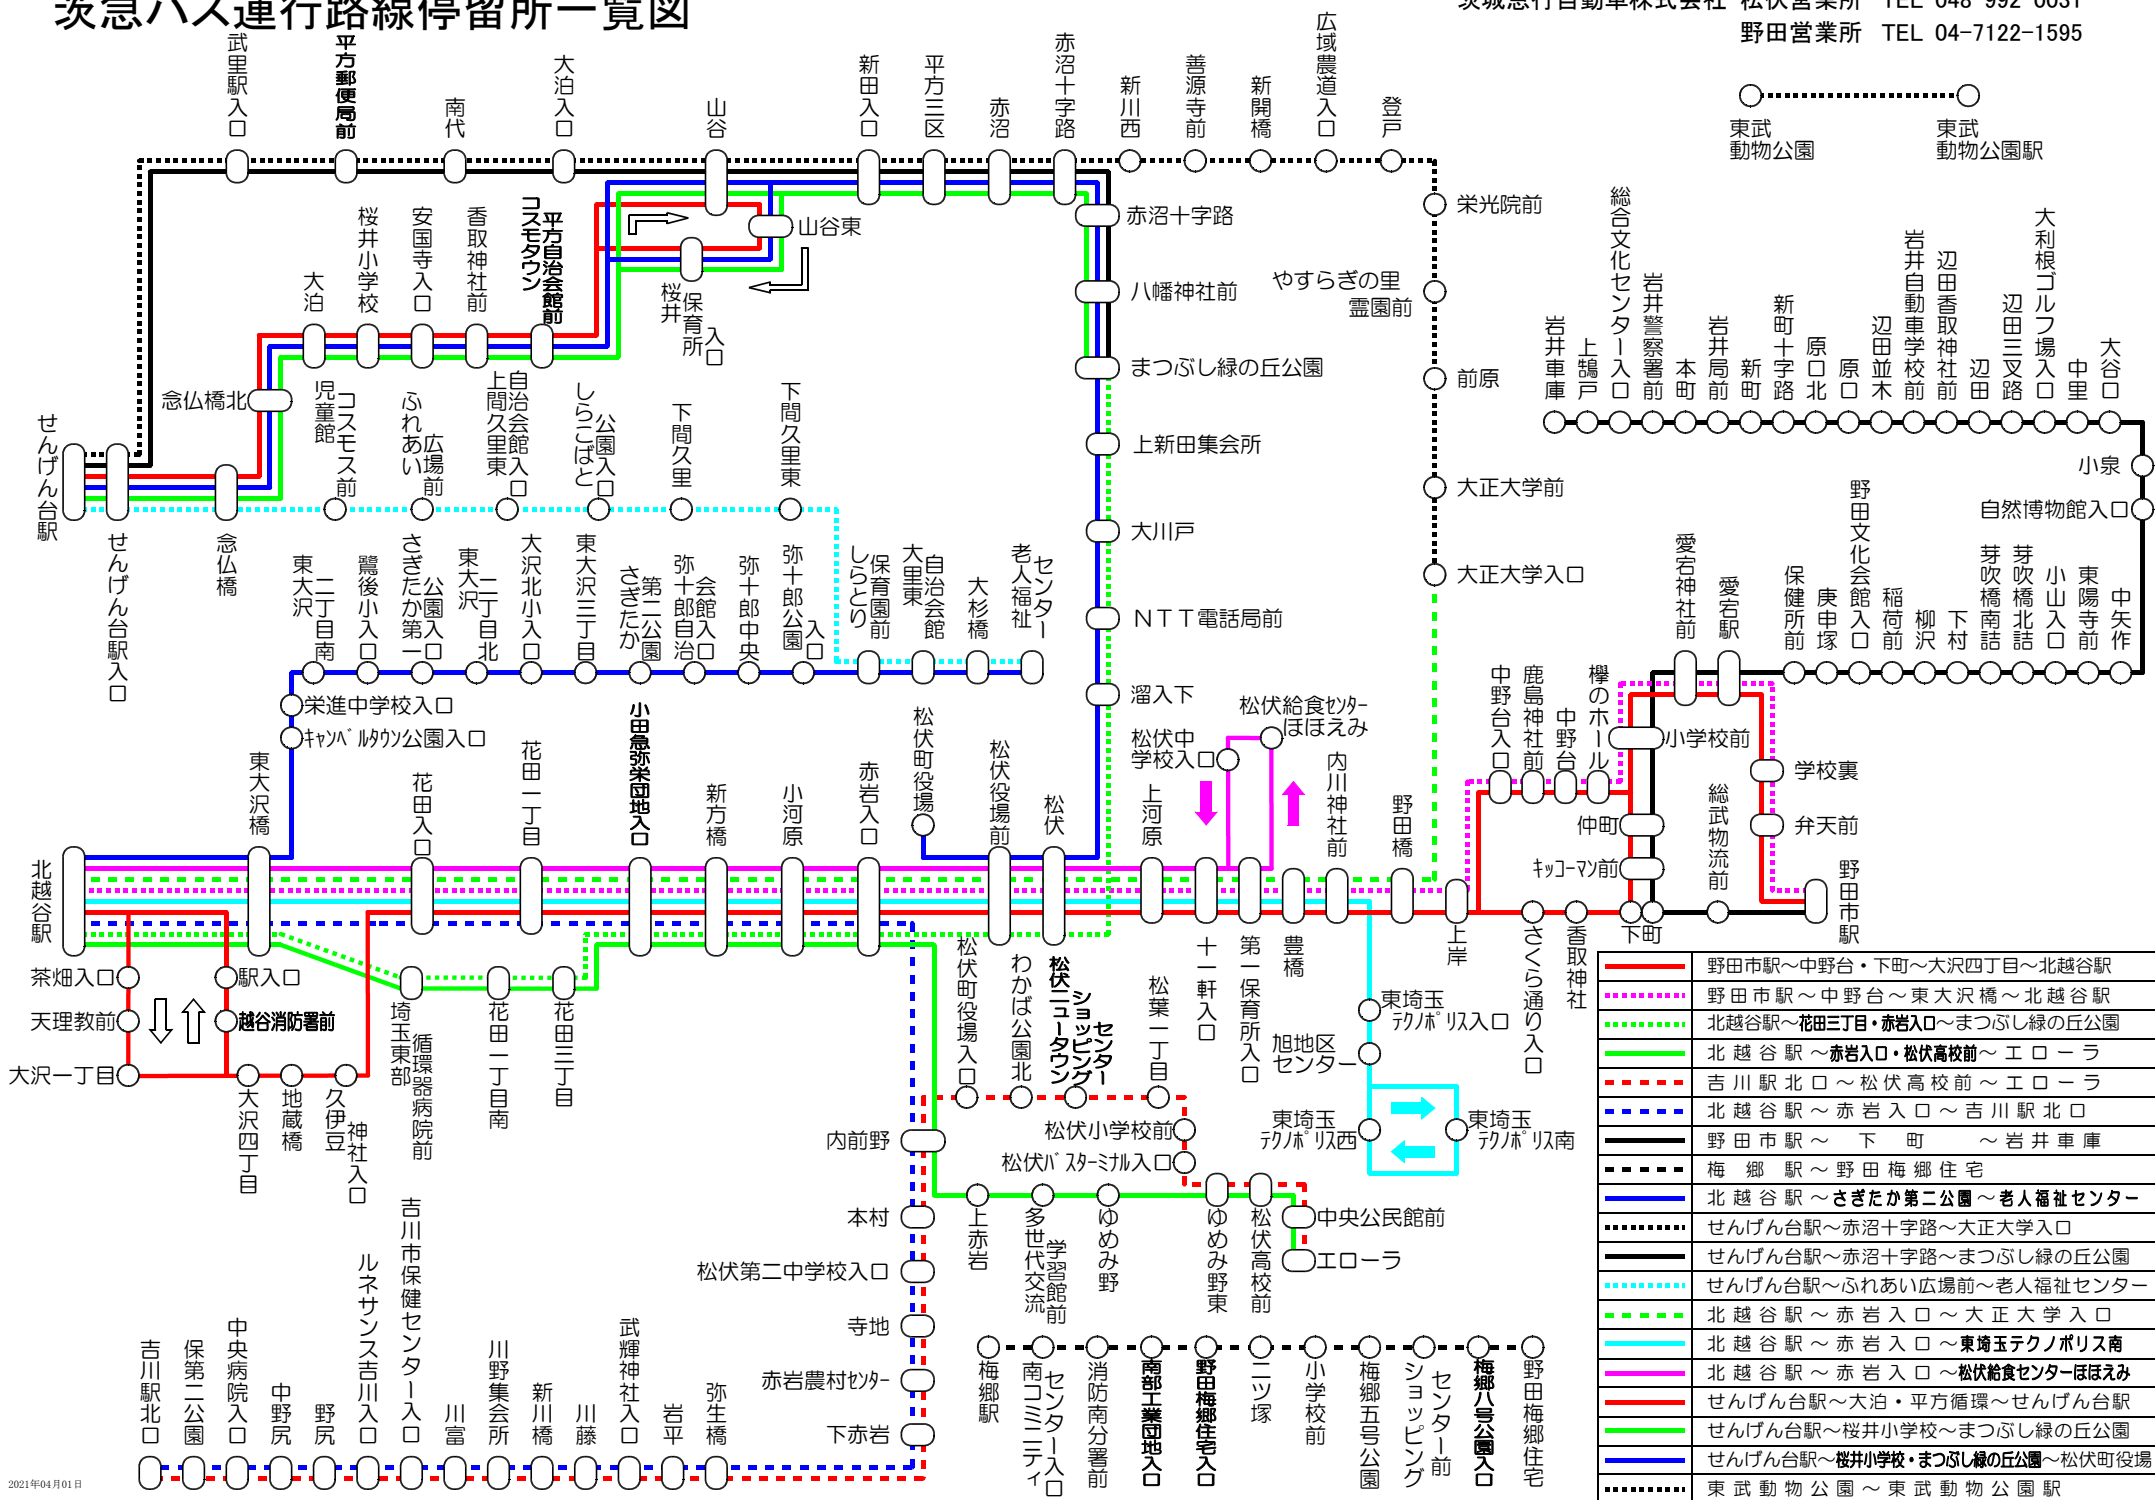 茨急バス運行路線停留所一覧図
茨城急行自動車株式会社 松伏営業所 TEL 048-992-0031
野田営業所 TEL 04-7122-1595
東武動物公園
東武動物公園駅
武里駅入口
平方郵便局前
南代
大泊入口
山谷
新田入口
平方三区
赤沼
赤沼十字路
新川西
善源寺前
新開橋
広域農道入口
登戸
栄光院前
やすらぎの里霊園前
前原
大正大学前
大正大学入口
大泊
桜井小学校
安国寺入口
香取神社前
コスモタウン平方自治会館前
山谷東
桜井保育所入口
赤沼十字路
八幡神社前
まつぶし緑の丘公園
上新田集会所
大川戸
NTT電話局前
溜入下
念仏橋北
せんげん台駅
せんげん台駅入口
念仏橋
児童館コスモス前
ふれあい広場前
上間久里東自治会館入口
しらこばと公園入口
下間久里
下間久里東
しらとり保育園前
大里東自治会館
大杉橋
老人福祉センター
東大沢二丁目南
鷺後小入口
さぎたか第一公園入口
東大沢二丁目北
大沢北小入口
東大沢三丁目
さぎたか第二公園
弥十郎自治会館入口
弥十郎中央
弥十郎公園入口
栄進中学校入口
キャンベルタウン公園入口
岩井車庫
上鵠戸
総合文化センター入口
岩井警察署前
本町
岩井局前
新町
新町十字路
原口北
原口
辺田並木
岩井自動車学校前
辺田香取神社前
辺田
辺田三叉路
大利根ゴルフ場入口
中里
大谷口
小泉
自然博物館入口
中矢作
東陽寺前
小山入口
芽吹橋北詰
芽吹橋南詰
下村
柳沢
稲荷前
野田文化会館入口
庚申塚
保健所前
愛宕駅
愛宕神社前
中野台入口
鹿島神社前
中野台
欅のホール
小学校前
学校裏
弁天前
仲町
キッコーマン前
総武物流前
野田市駅
下町
香取神社
さくら通り入口
上岸
北越谷駅
東大沢橋
花田入口
花田一丁目
小田急弥栄団地入口
新方橋
小河原
赤岩入口
松伏町役場
松伏役場前
松伏
上河原
松伏中学校入口
松伏給食センターほほえみ
内川神社前
野田橋
十一軒入口
第一保育所入口
豊橋
茶畑入口
天理教前
大沢一丁目
駅入口
越谷消防署前
大沢四丁目
地蔵橋
久伊豆神社入口
埼玉東部循環器病院前
花田一丁目南
花田三丁目
松伏町役場入口
わかば公園北
松伏ニュータウンショッピングセンター
松葉一丁目
松伏小学校前
松伏バスターミナル入口
東埼玉テクノポリス入口
旭地区センター
東埼玉テクノポリス西
東埼玉テクノポリス南
内前野
本村
松伏第二中学校入口
寺地
赤岩農村センター
下赤岩
上赤岩
多世代交流学習館前
ゆめみ野
ゆめみ野東
松伏高校前
中央公民館前
エローラ
吉川駅北口
保第二公園
中央病院入口
中野尻
野尻
ルネサンス吉川入口
吉川市保健センター入口
川富
川野集会所
新川橋
川藤
武輝神社入口
岩平
弥生橋
梅郷駅
南コミニティセンター入口
消防南分署前
南部工業団地入口
野田梅郷住宅入口
二ツ塚
小学校前
梅郷五号公園
ショッピングセンター前
梅郷八号公園入口
野田梅郷住宅
野田市駅～中野台・下町～大沢四丁目～北越谷駅
野田市駅～中野台～東大沢橋～北越谷駅
北越谷駅～花田三丁目・赤岩入口～まつぶし緑の丘公園
北越谷駅～赤岩入口・松伏高校前～エローラ
吉川駅北口～松伏高校前～エローラ
北越谷駅～赤岩入口～吉川駅北口
野田市駅～下町～岩井車庫
梅郷駅～野田梅郷住宅
北越谷駅～さぎたか第二公園～老人福祉センター
せんげん台駅～赤沼十字路～大正大学入口
せんげん台駅～赤沼十字路～まつぶし緑の丘公園
せんげん台駅～ふれあい広場前～老人福祉センター
北越谷駅～赤岩入口～大正大学入口
北越谷駅～赤岩入口～東埼玉テクノポリス南
北越谷駅～赤岩入口～松伏給食センターほほえみ
せんげん台駅～大泊・平方循環～せんげん台駅
せんげん台駅～桜井小学校～まつぶし緑の丘公園
せんげん台駅～桜井小学校・まつぶし緑の丘公園～松伏町役場
東武動物公園～東武動物公園駅
2021年04月01日